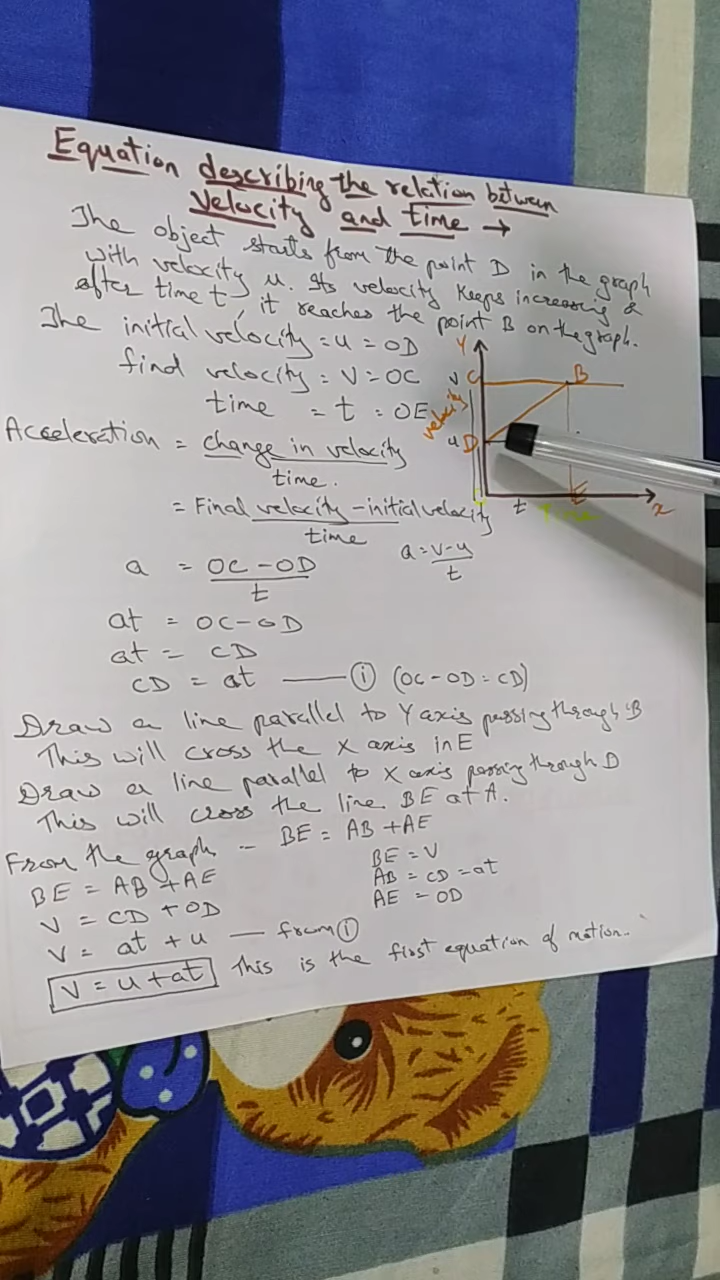 Equation describing the relation between
Velocity and time →
The object starts from the point D in the graph
with velocity u. Its velocity keeps increasing &
after time t, it reaches the point B on the graph.
The initial velocity = u = OD
find velocity = V = OC
time = t = OE
Y
V C B
velocity
u D
E
t Time x
Acceleration = change in velocity
time.
= Final velocity - initial velocity
time
a = OC - OD
t
a = v-u
t
at = OC - OD
at = CD
CD = at —— ⓘ (OC - OD = CD)
Draw a line parallel to Y axis passing through B
This will cross the X axis in E
Draw a line parallel to X axis passing through D
This will cross the line BE at A.
From the graph - BE = AB + AE
BE = AB + AE
BE = V
V = CD + OD
AB = CD = at
AE = OD
V = at + u — from ⓘ
V = u + at This is the first equation of motion..